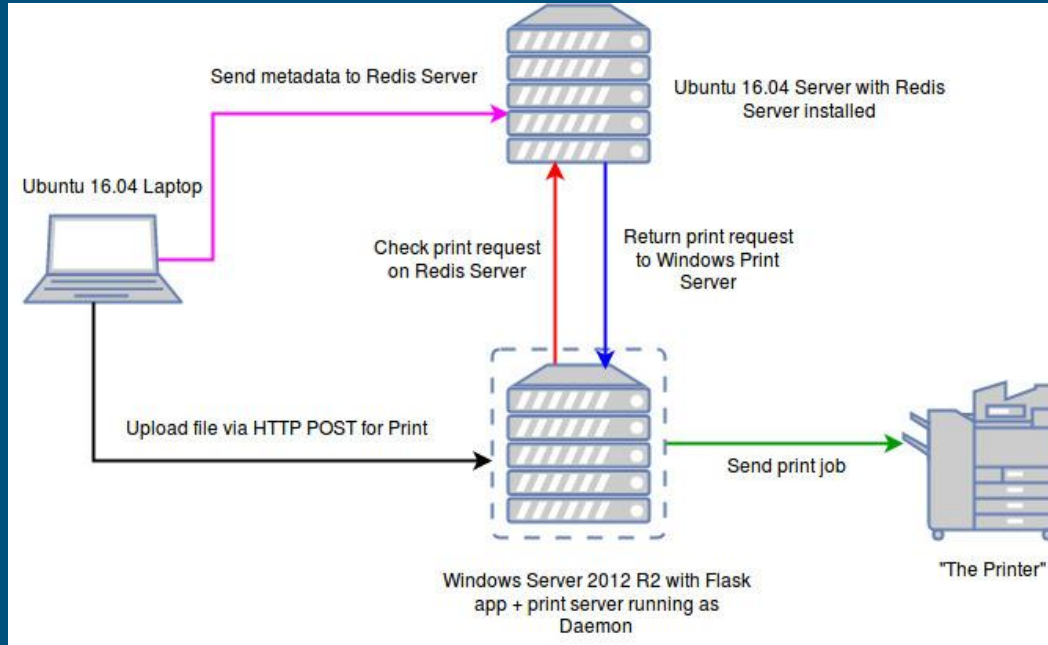 Send metadata to Redis Server
Ubuntu 16.04 Server with Redis
Server installed
Ubuntu 16.04 Laptop
Check print request
on Redis Server
Return print request
to Windows Print
Server
Upload file via HTTP POST for Print
Send print job
Windows Server 2012 R2 with Flask
app + print server running as
Daemon
"The Printer"